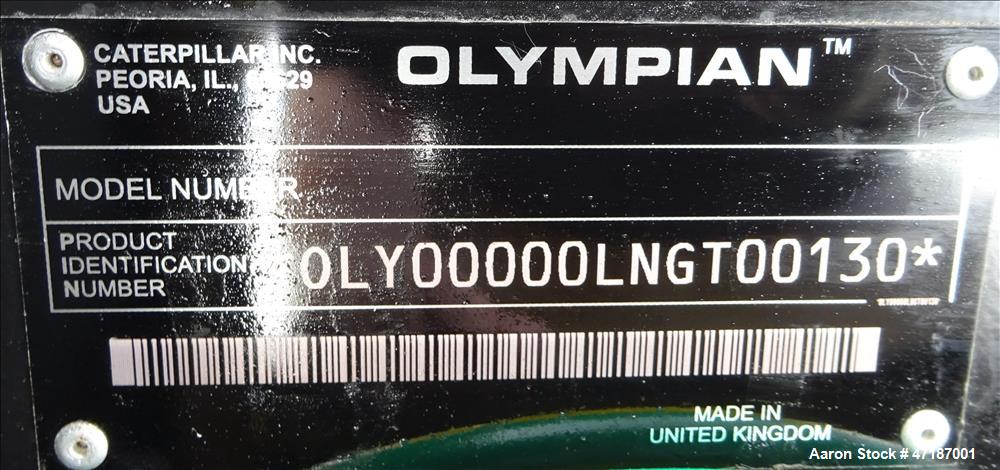 CATERPILLAR INC.
PEORIA, IL.,
USA
OLYMPIAN™
MODEL NUMBER
PRODUCT
IDENTIFICATION
NUMBER
OLY00000LNGT00130*
MADE IN
UNITED KINGDOM
Aaron Stock # 47187001